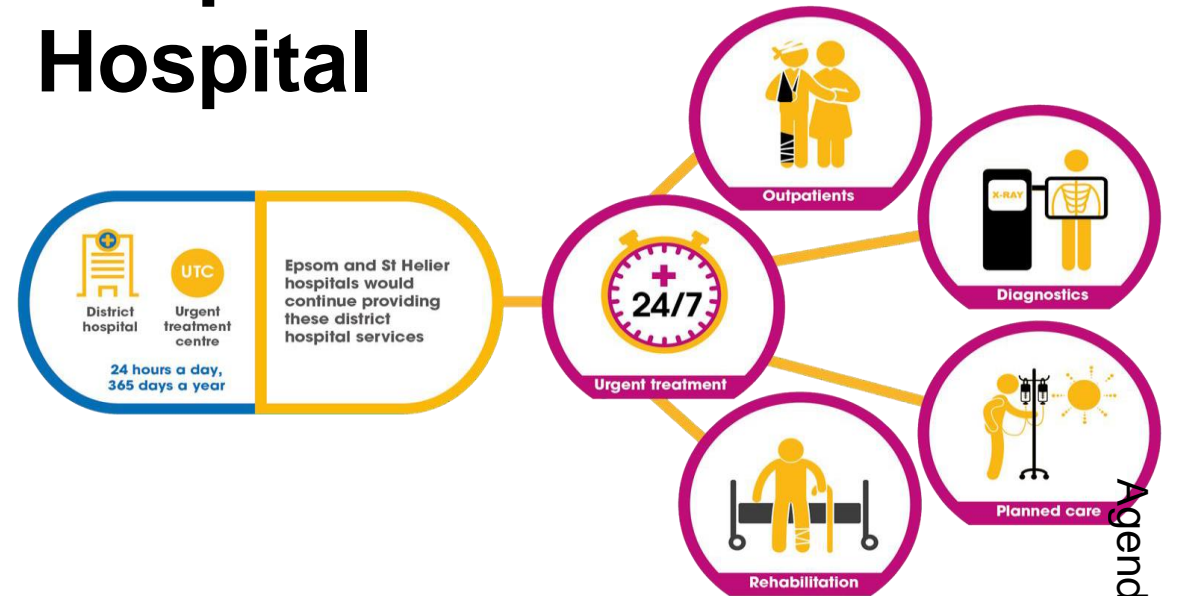 Hospital
District
hospital
UTC
Urgent
treatment
centre
24 hours a day,
365 days a year
Epsom and St Helier
hospitals would
continue providing
these district
hospital services
24/7
Urgent treatment
Outpatients
X-RAY
Diagnostics
Planned care
Rehabilitation